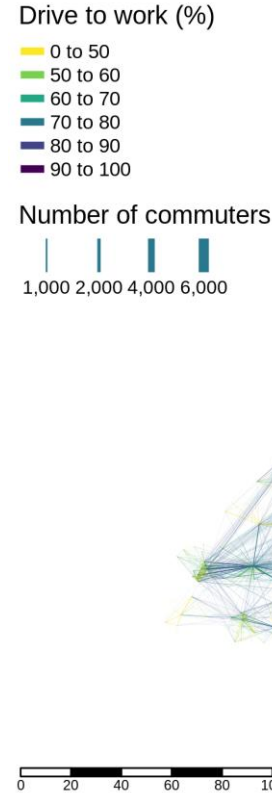 Drive to work (%)
0 to 50
50 to 60
60 to 70
70 to 80
80 to 90
90 to 100
Number of commuters
1,000 2,000 4,000 6,000
0 20 40 60 80